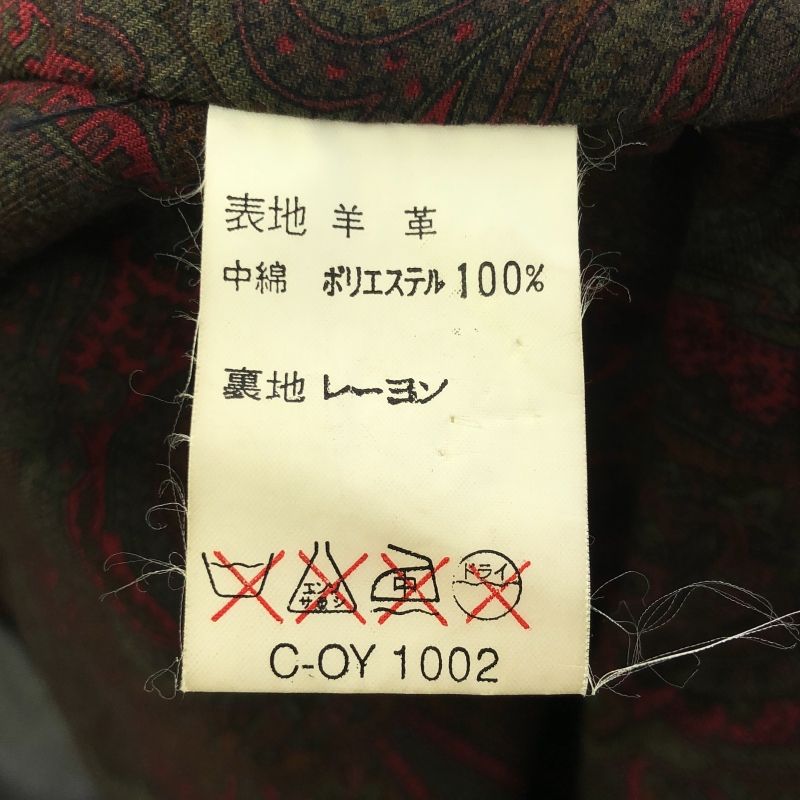 表地 羊 革
中綿 ポリエステル 100%
裏地 レーヨン
エンソ
サラシ
中
ドライ
C-OY 1002